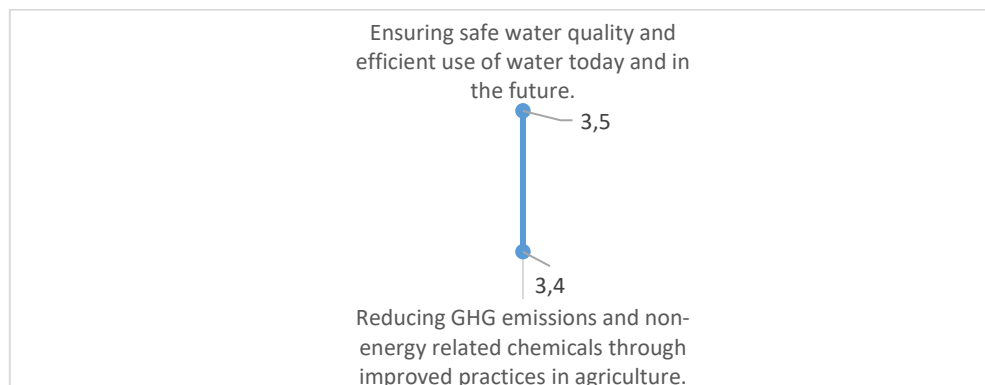 Ensuring safe water quality and
efficient use of water today and in
the future.
3,5
3,4
Reducing GHG emissions and non-
energy related chemicals through
improved practices in agriculture.